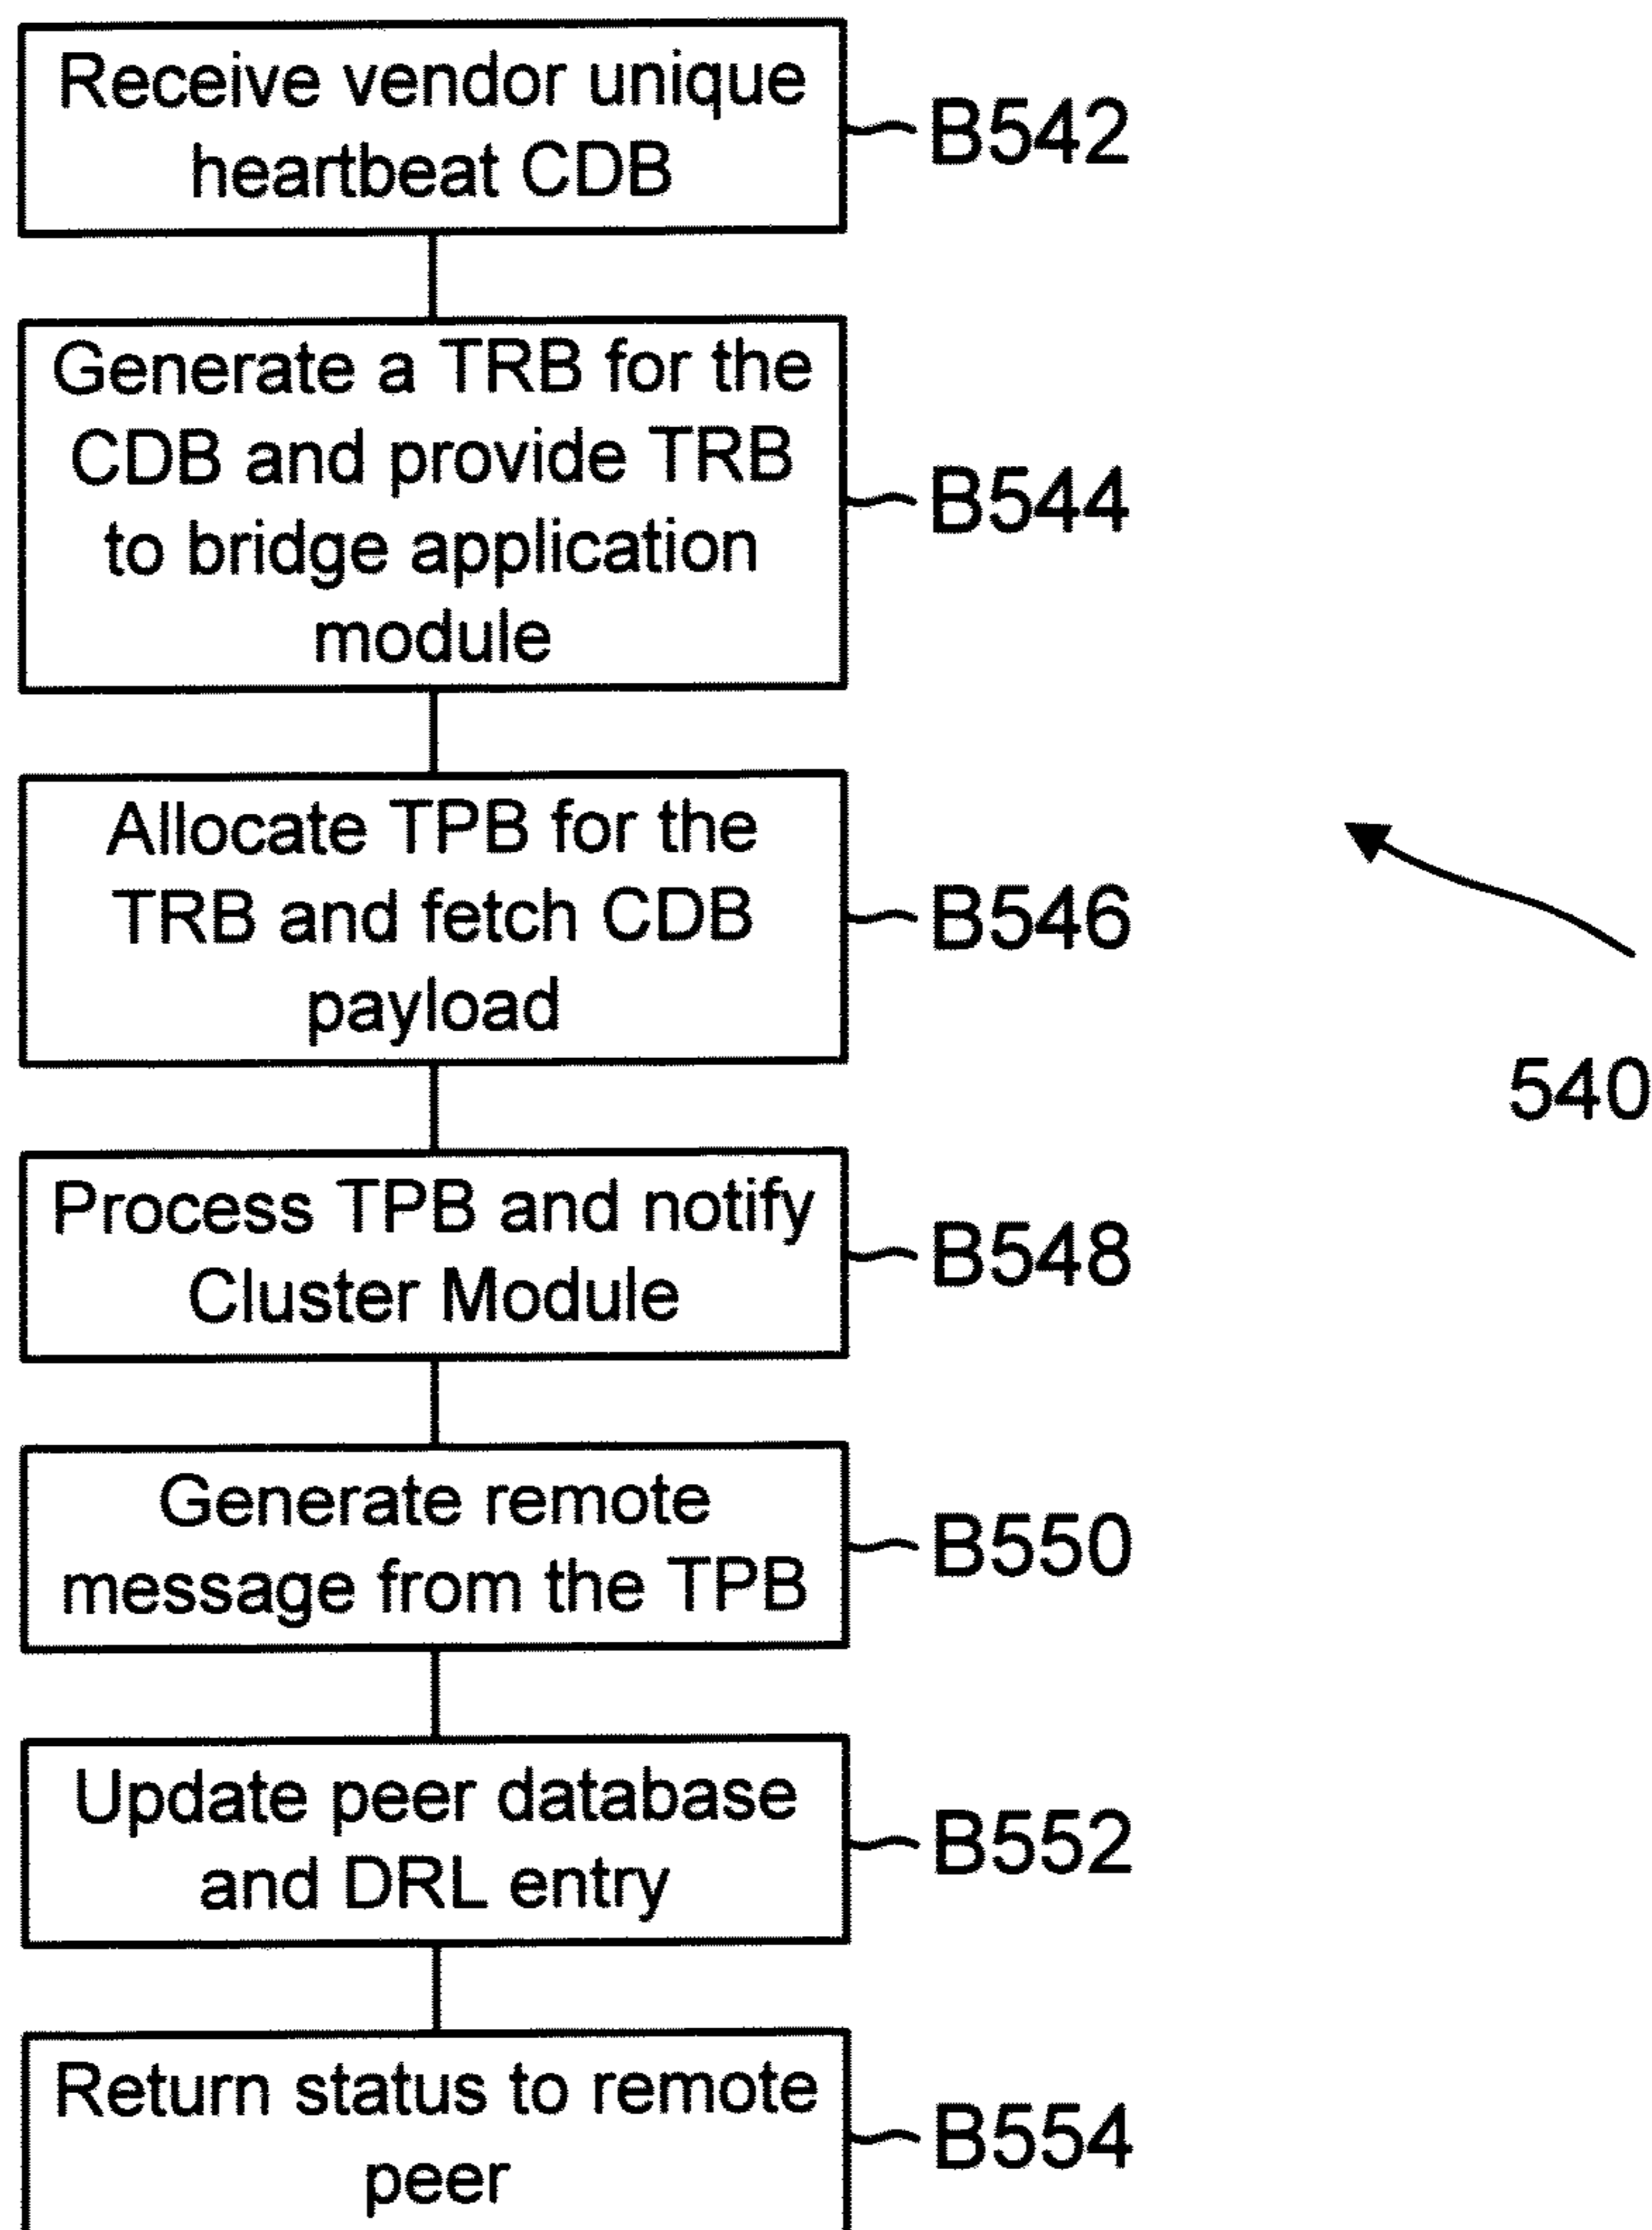 Receive vendor unique
heartbeat CDB
B542
Generate a TRB for the
CDB and provide TRB
to bridge application
module
B544
Allocate TPB for the
TRB and fetch CDB
payload
B546
540
Process TPB and notify
Cluster Module
B548
Generate remote
message from the TPB
B550
Update peer database
and DRL entry
B552
Return status to remote
peer
B554